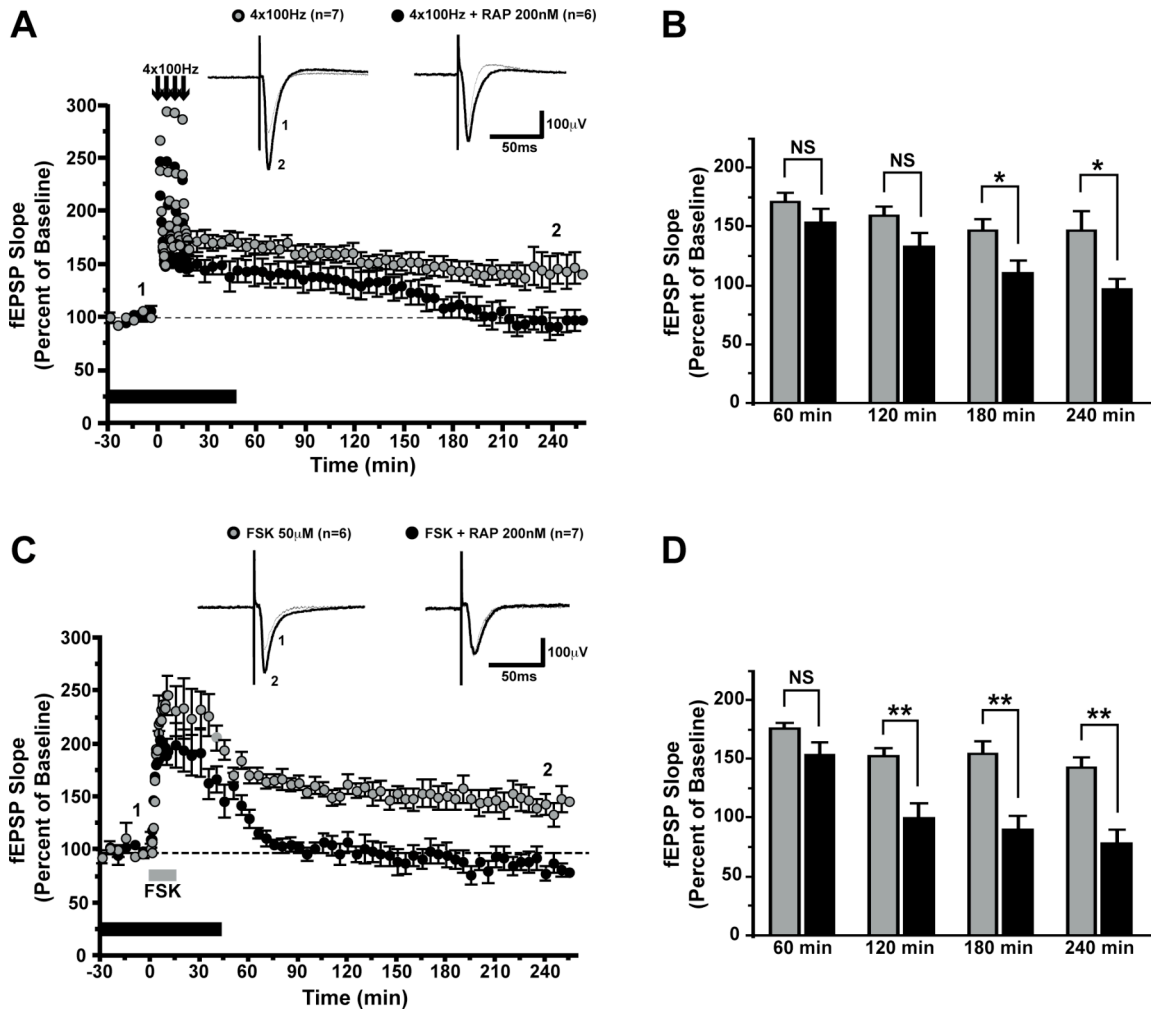 A
4x100Hz (n=7)
4x100Hz + RAP 200nM (n=6)
4x100Hz
1
2
100µV
50ms
300
250
200
150
100
50
0
1
2
fEPSP Slope
(Percent of Baseline)
-30 0 30 60 90 120 150 180 210 240
Time (min)
B
NS
NS
*
*
200
150
100
50
0
fEPSP Slope
(Percent of Baseline)
60 min 120 min 180 min 240 min
C
FSK 50µM (n=6)
FSK + RAP 200nM (n=7)
1
2
100µV
50ms
300
250
200
150
100
50
0
1
2
FSK
fEPSP Slope
(Percent of Baseline)
-30 0 30 60 90 120 150 180 210 240
Time (min)
D
NS
**
**
**
200
150
100
50
0
fEPSP Slope
(Percent of Baseline)
60 min 120 min 180 min 240 min